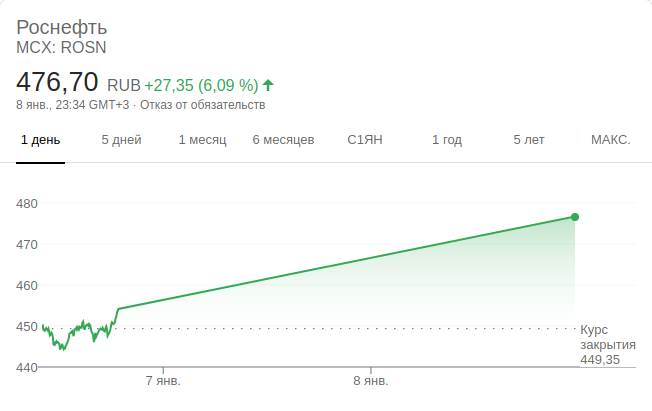 Роснефть
MCX: ROSN
476,70 RUB +27,35 (6,09 %)
8 янв., 23:34 GMT+3 · Отказ от обязательств
1 день 5 дней 1 месяц 6 месяцев С1ЯН 1 год 5 лет МАКС.
480
470
460
450
440
Курс
закрытия
449,35
7 янв. 8 янв.